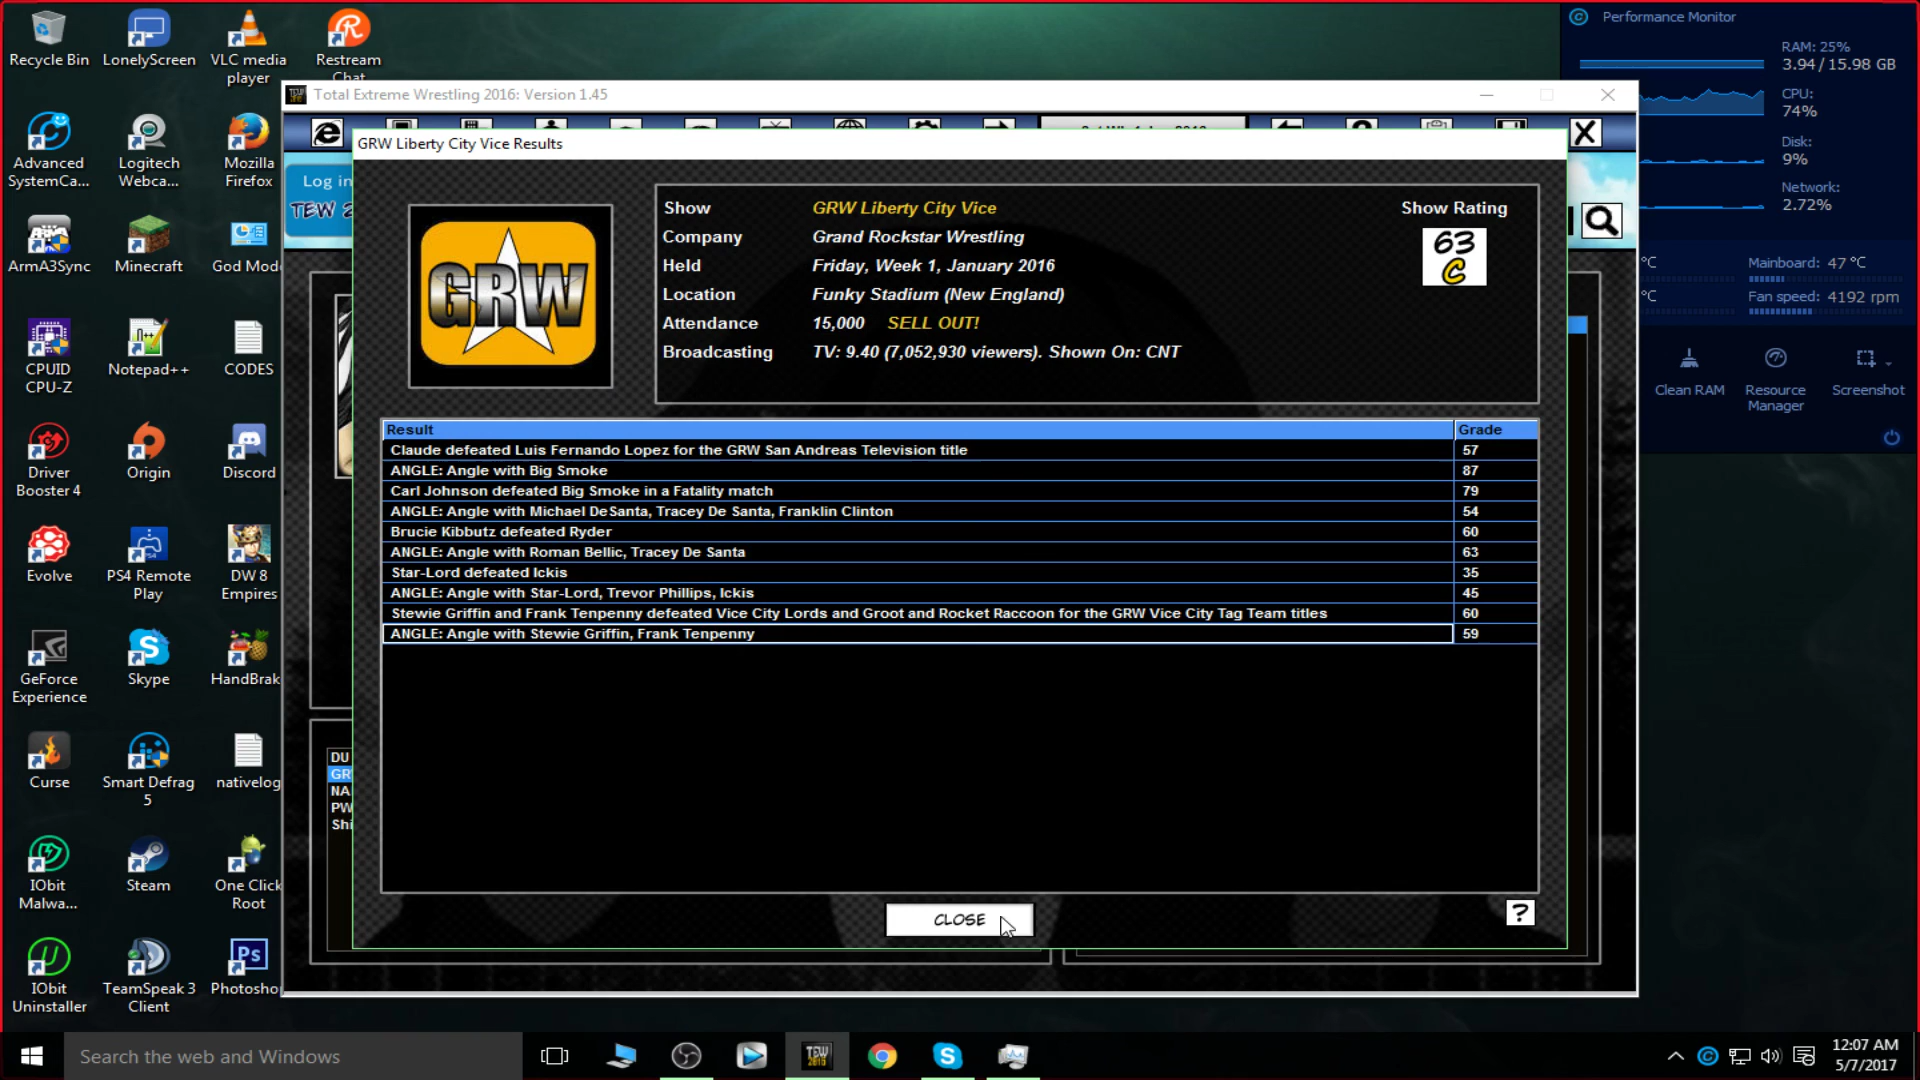 Recycle Bin
LonelyScreen
VLC media player
Restream Chat
Advanced SystemCa...
Logitech Webca...
Mozilla Firefox
ArmA3Sync
Minecraft
God Mod
CPUID CPU-Z
Notepad++
CODES
Driver Booster 4
Origin
Discord
Evolve
PS4 Remote Play
DW 8 Empires
GeForce Experience
Skype
HandBrak
Curse
Smart Defrag 5
nativelog
IObit Malwa...
Steam
One Click Root
IObit Uninstaller
TeamSpeak 3 Client
Photosho
Total Extreme Wrestling 2016: Version 1.45
Log in
TEW 2
GRW Liberty City Vice Results
GRW
Show GRW Liberty City Vice
Company Grand Rockstar Wrestling
Held Friday, Week 1, January 2016
Location Funky Stadium (New England)
Attendance 15,000 SELL OUT!
Broadcasting TV: 9.40 (7,052,930 viewers). Shown On: CNT
Show Rating
63
C
Result Grade
Claude defeated Luis Fernando Lopez for the GRW San Andreas Television title 57
ANGLE: Angle with Big Smoke 87
Carl Johnson defeated Big Smoke in a Fatality match 79
ANGLE: Angle with Michael DeSanta, Tracey De Santa, Franklin Clinton 54
Brucie Kibbutz defeated Ryder 60
ANGLE: Angle with Roman Bellic, Tracey De Santa 63
Star-Lord defeated Ickis 35
ANGLE: Angle with Star-Lord, Trevor Phillips, Ickis 45
Stewie Griffin and Frank Tenpenny defeated Vice City Lords and Groot and Rocket Raccoon for the GRW Vice City Tag Team titles 60
ANGLE: Angle with Stewie Griffin, Frank Tenpenny 59
DU
GR
NA
PW
Shi
CLOSE
?
Performance Monitor
RAM: 25%
3.94 / 15.98 GB
CPU:
74%
Disk:
9%
Network:
2.72%
°C Mainboard: 47 °C
°C Fan speed: 4192 rpm
Clean RAM
Resource Manager
Screenshot
Search the web and Windows
12:07 AM
5/7/2017